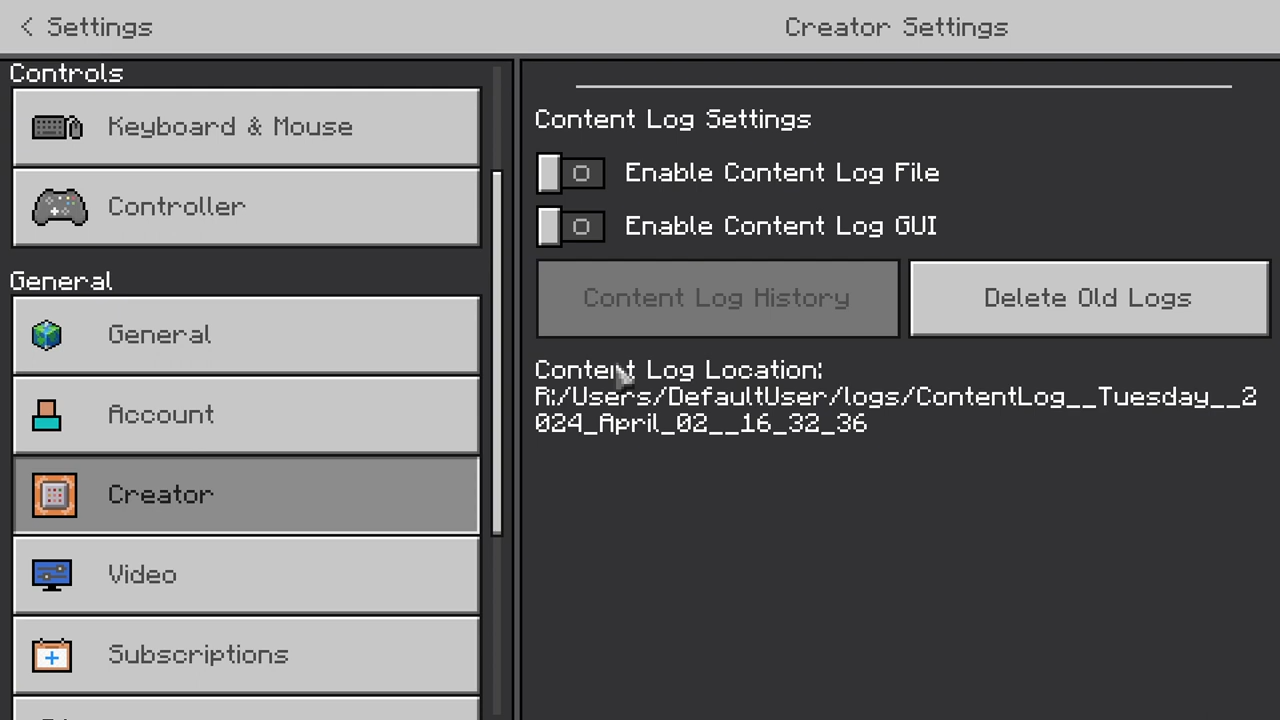 Settings
Creator Settings
Controls
Keyboard & Mouse
Controller
General
General
Account
Creator
Video
Subscriptions
Content Log Settings
Enable Content Log File
Enable Content Log GUI
Content Log History
Delete Old Logs
Content Log Location:
R:/Users/DefaultUser/logs/ContentLog__Tuesday__2
024_April_02__16_32_36